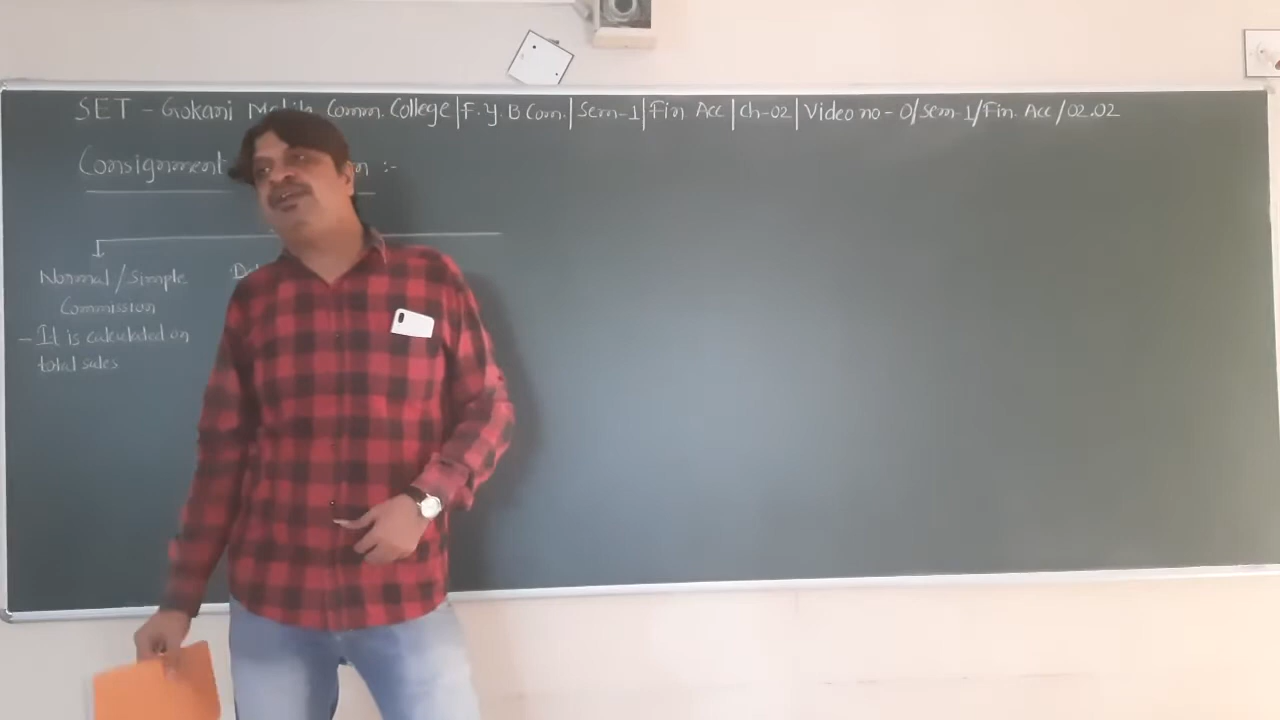 SET - Gokani Comm. College | F. Y. B Com. | Sem-1 | Fin Acc | Ch-02 | Video no - 0/Sem-1/Fin. Acc / 02.02
Consignment :-
Normal / Simple
Commission
- It is calculated on
total sales